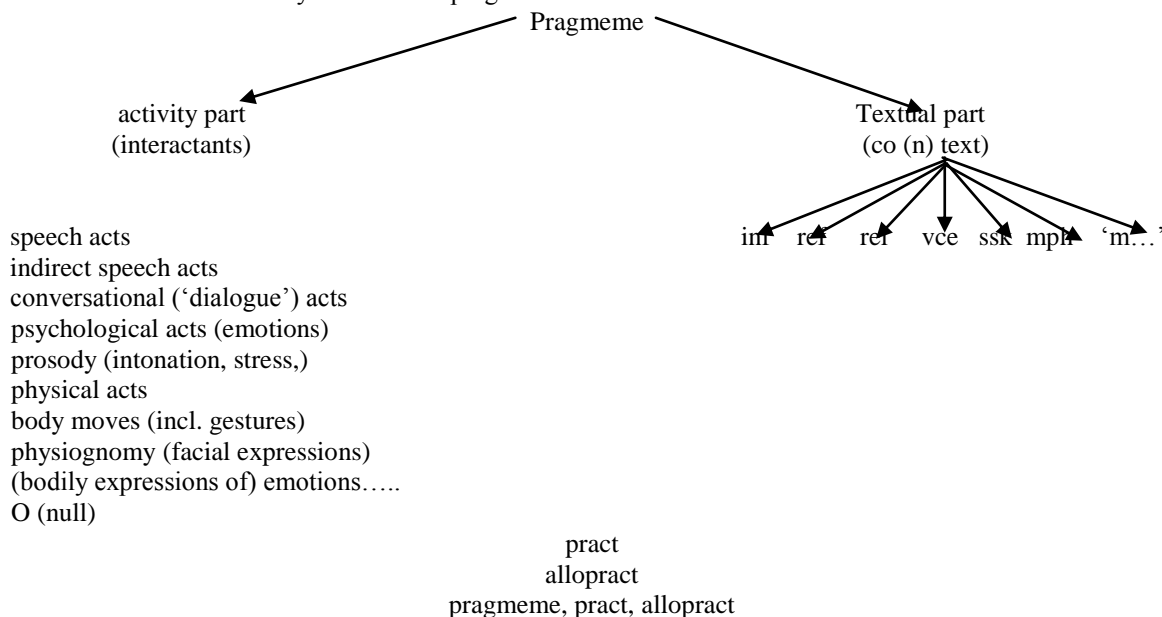 Pragmeme
activity part
(interactants)
Textual part
(co (n) text)
speech acts
indirect speech acts
conversational (‘dialogue’) acts
psychological acts (emotions)
prosody (intonation, stress,)
physical acts
body moves (incl. gestures)
physiognomy (facial expressions)
(bodily expressions of) emotions…..
O (null)
ref vce ssk mph ‘m…’
pract
allopract
pragmeme, pract, allopract